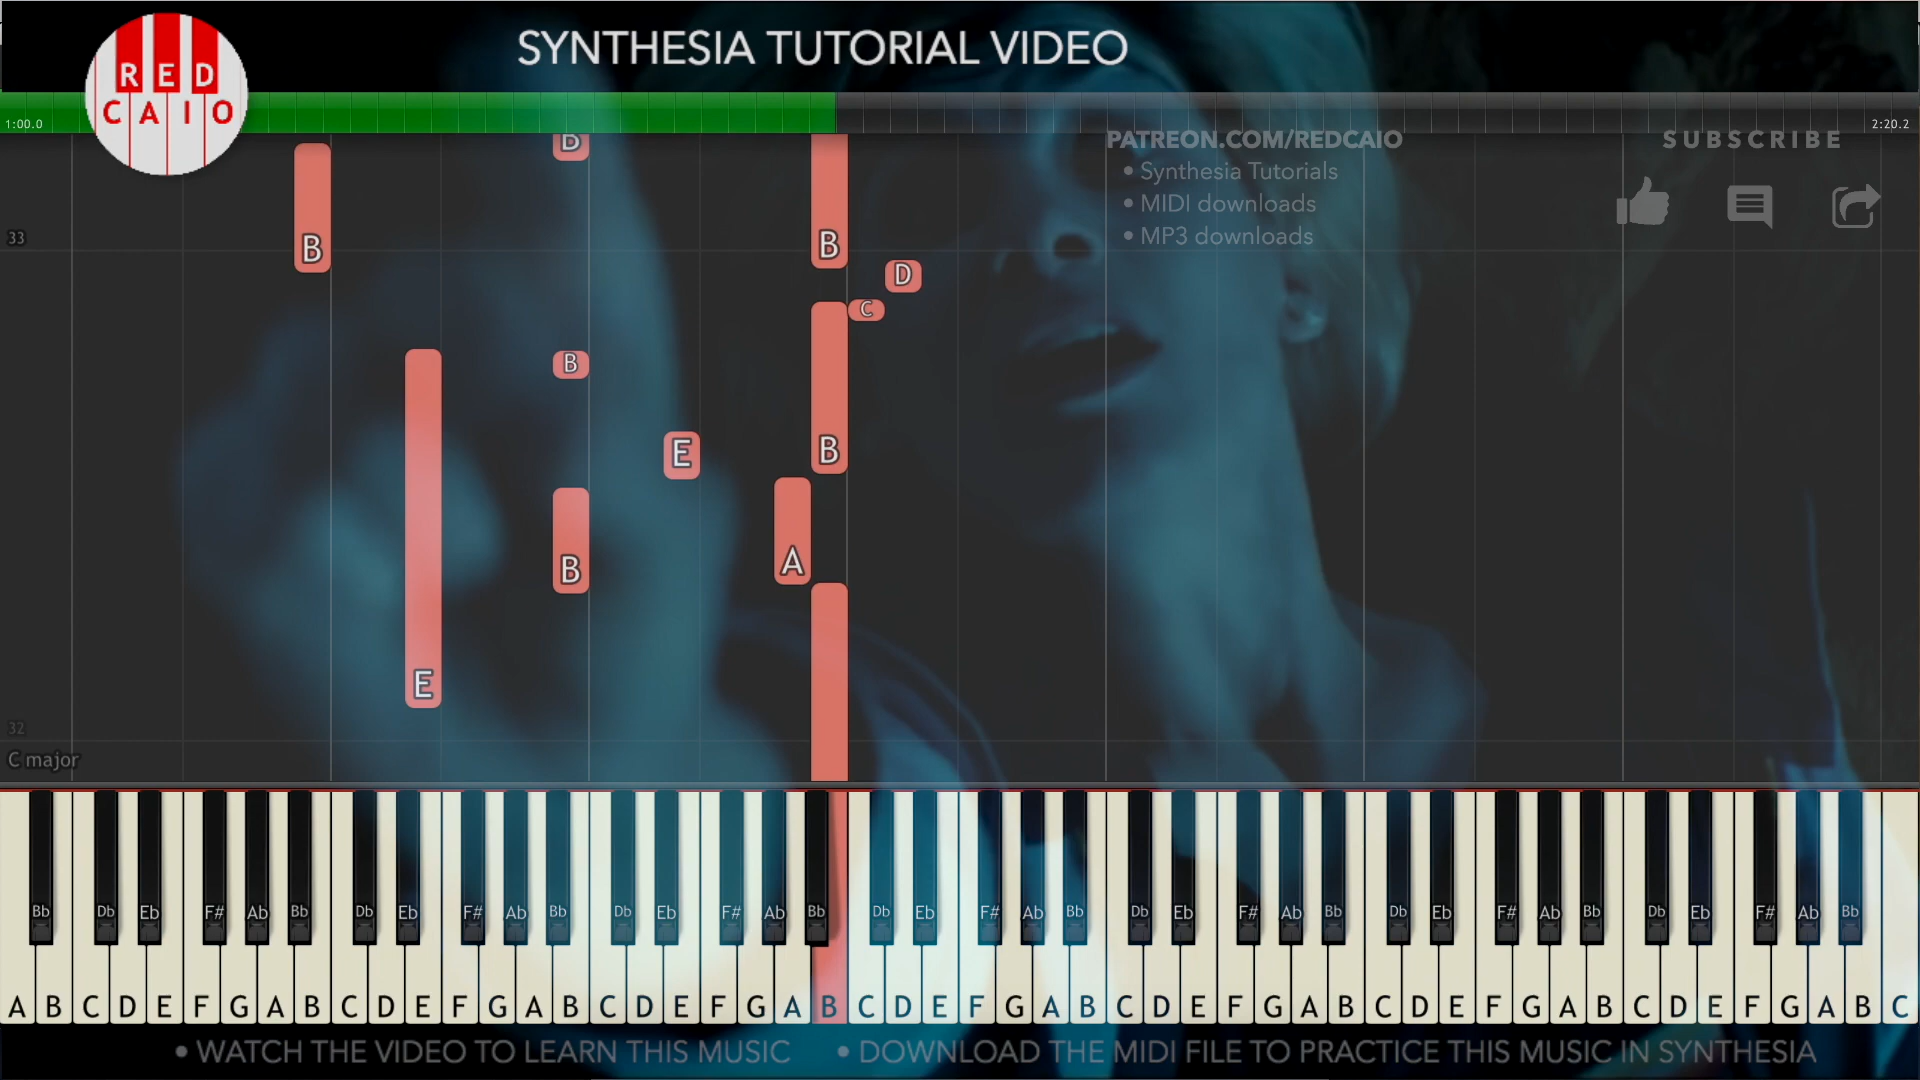 SYNTHESIA TUTORIAL VIDEO
RED
CAIO
1:00.0
2:20.2
PATREON.COM/REDCAIO
• Synthesia Tutorials
• MIDI downloads
• MP3 downloads
SUBSCRIBE
B
B
33
B
D
C
B
E
B
A
B
E
32
C major
Bb Db Eb F# Ab Bb Db Eb F# Ab Bb Db Eb F# Ab Bb Db Eb F# Ab Bb Db Eb F# Ab Bb Db Eb F# Ab Bb Db Eb F# Ab Bb
A B C D E F G A B C D E F G A B C D E F G A B C D E F G A B C D E F G A B C D E F G A B C D E F G A B C
• WATCH THE VIDEO TO LEARN THIS MUSIC • DOWNLOAD THE MIDI FILE TO PRACTICE THIS MUSIC IN SYNTHESIA